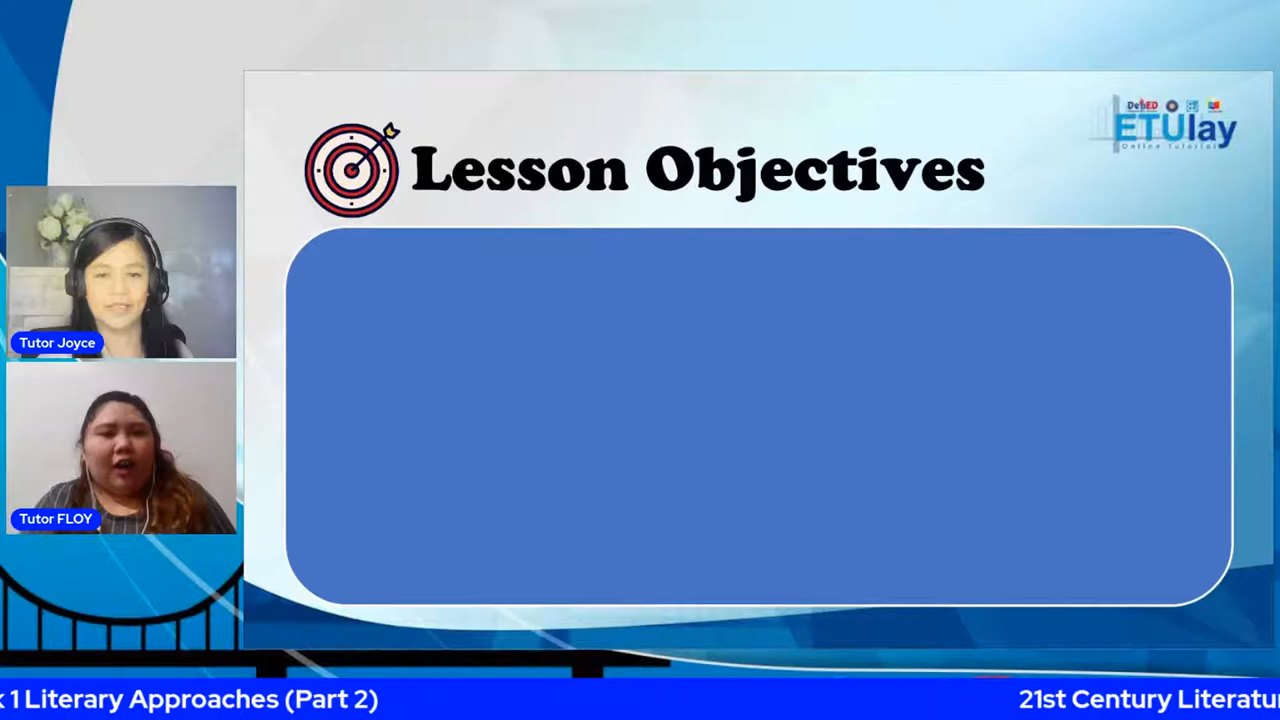 DepED
ETUlay
Online Tutorial
Lesson Objectives
Tutor Joyce
Tutor FLOY
k 1 Literary Approaches (Part 2)
21st Century Literatur